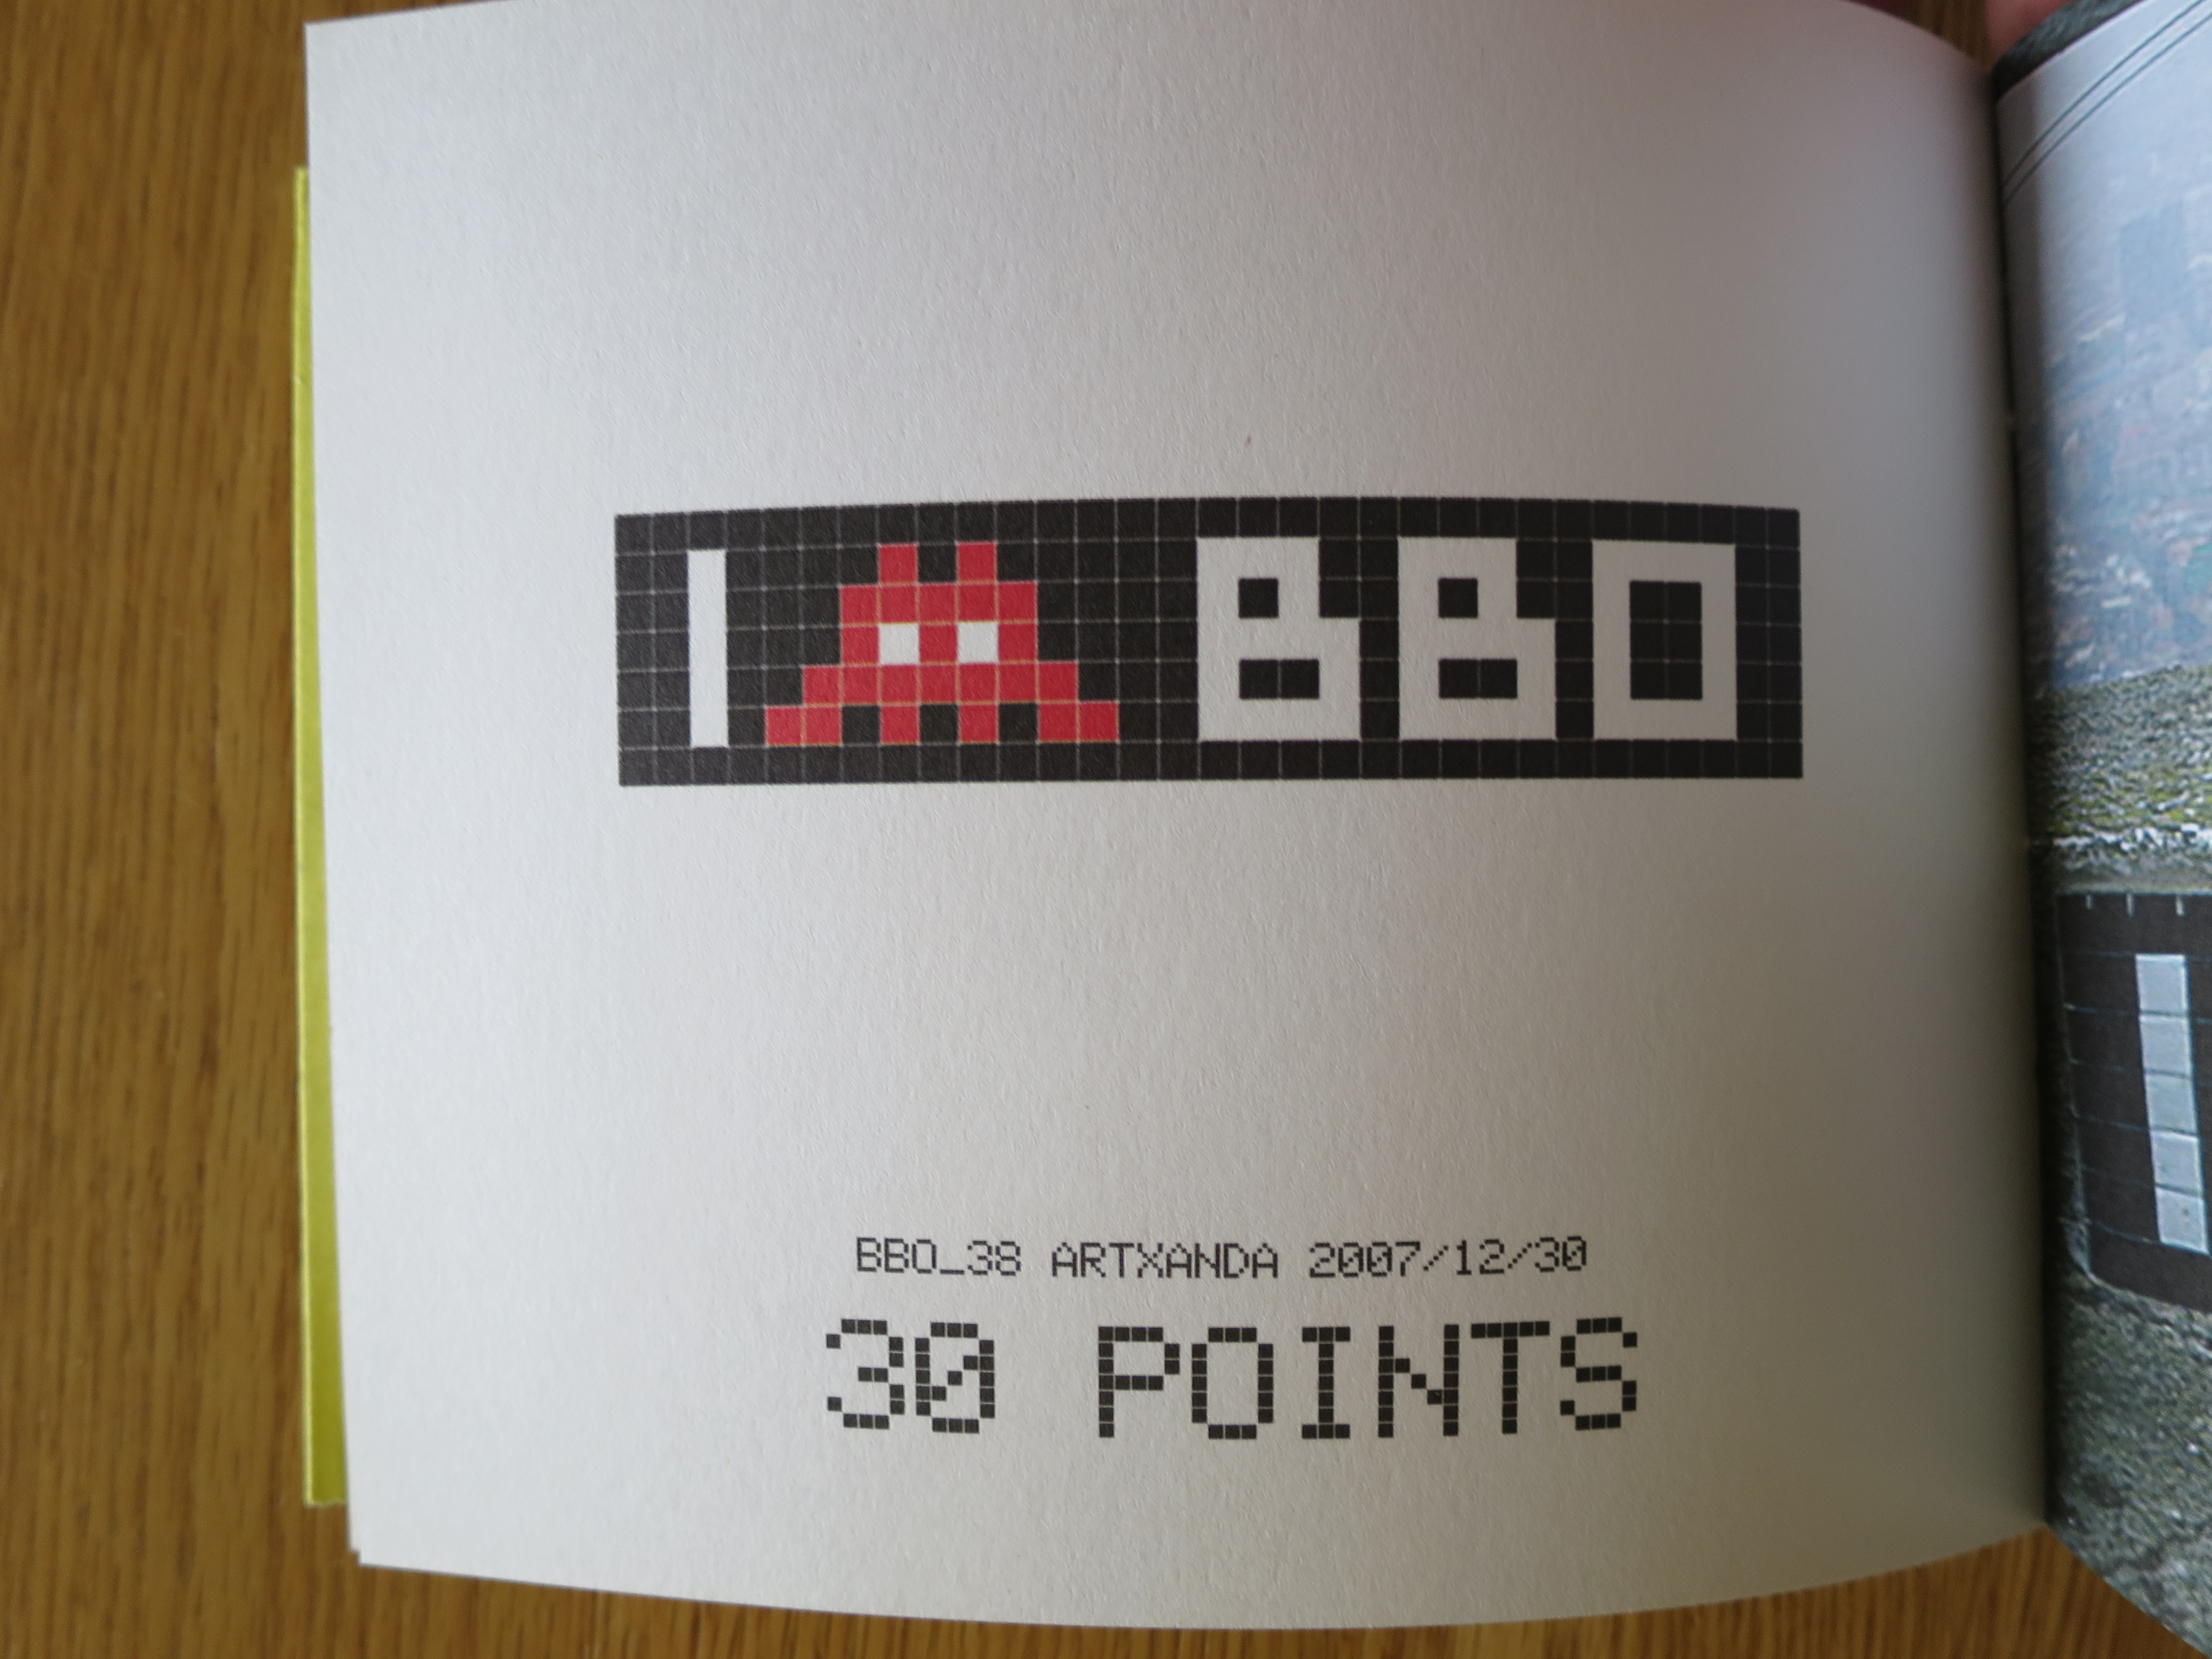 I BBO
BBO_38 ARTXANDA 2007/12/30
30 POINTS